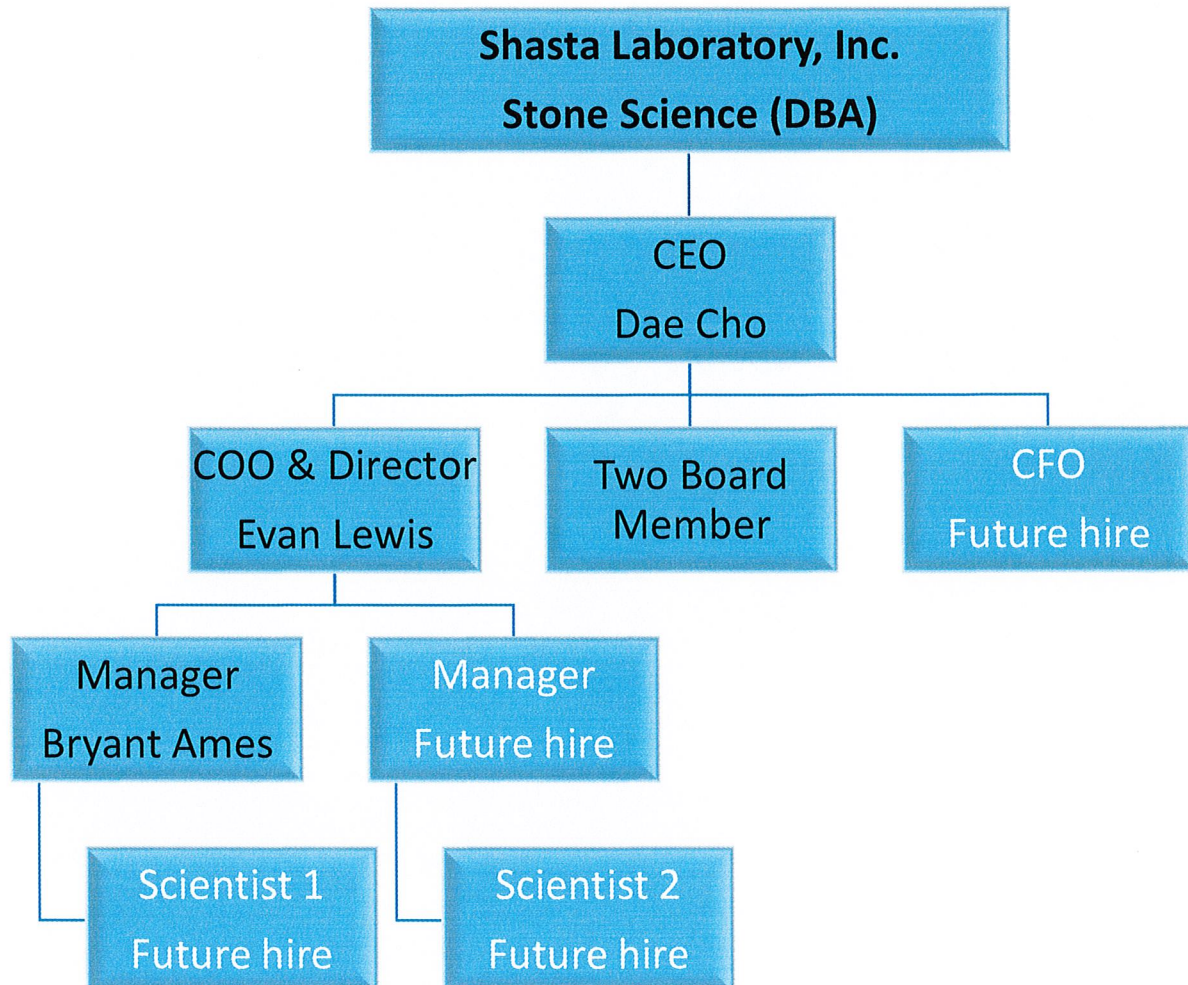 Shasta Laboratory, Inc.
Stone Science (DBA)
CEO
Dae Cho
COO & Director
Evan Lewis
Two Board
Member
CFO
Future hire
Manager
Bryant Ames
Manager
Future hire
Scientist 1
Future hire
Scientist 2
Future hire